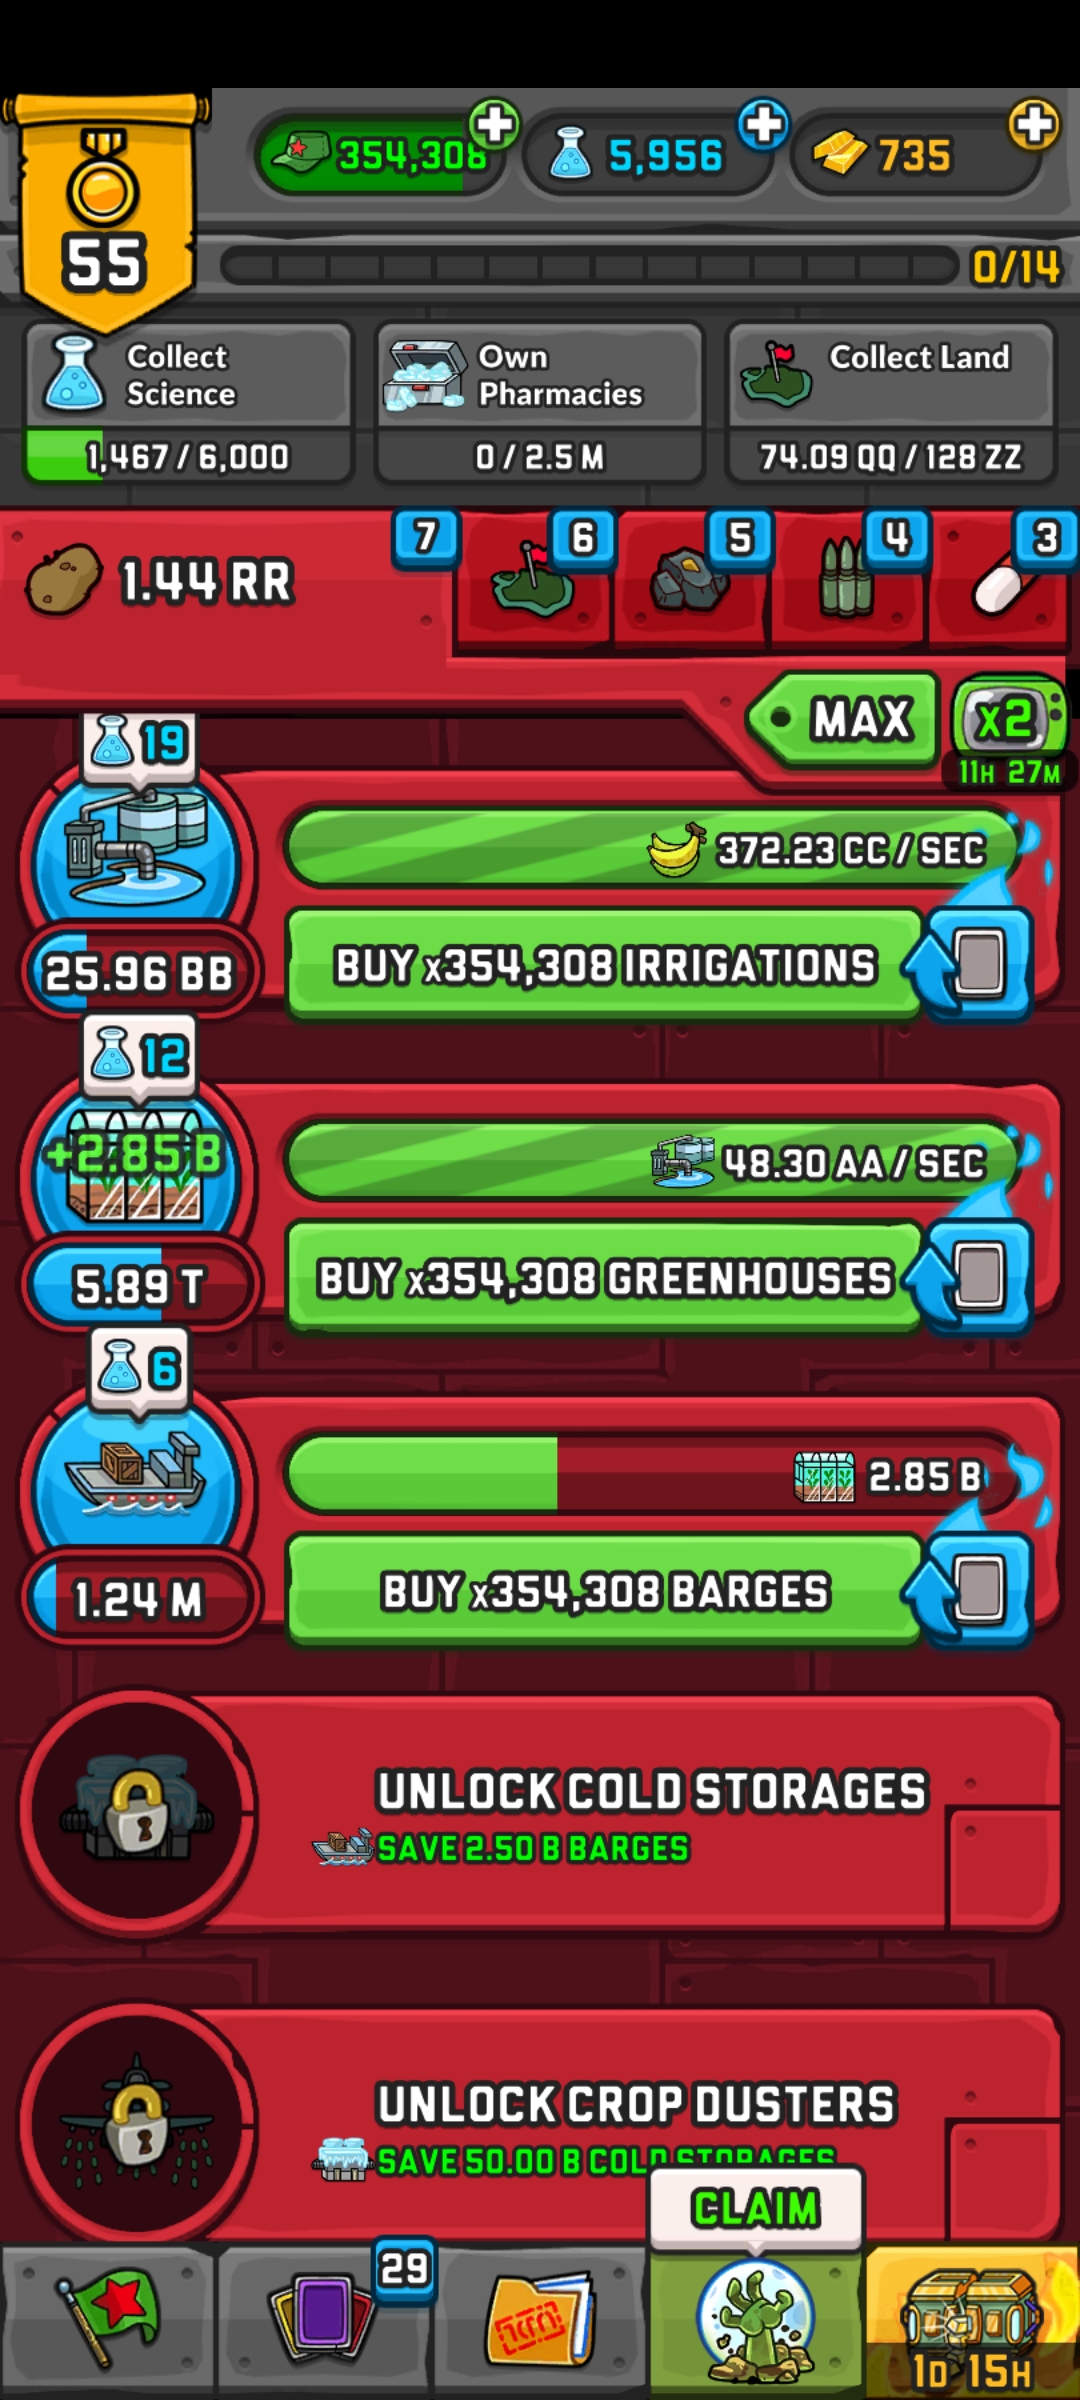 354,308
5,956
735
55
0/14
Collect
Science
1,467 / 6,000
Own
Pharmacies
0 / 2.5 M
Collect Land
74.09 QQ / 128 ZZ
1.44 RR
7
6
5
4
3
MAX
x2
11H 27M
19
372.23 CC / SEC
25.96 BB
BUY x354,308 IRRIGATIONS
12
+2.85 B
48.30 AA / SEC
5.89 T
BUY x354,308 GREENHOUSES
6
2.85 B
1.24 M
BUY x354,308 BARGES
UNLOCK COLD STORAGES
SAVE 2.50 B BARGES
UNLOCK CROP DUSTERS
SAVE 50.00 B COLD STORAGES
CLAIM
29
1D 15H